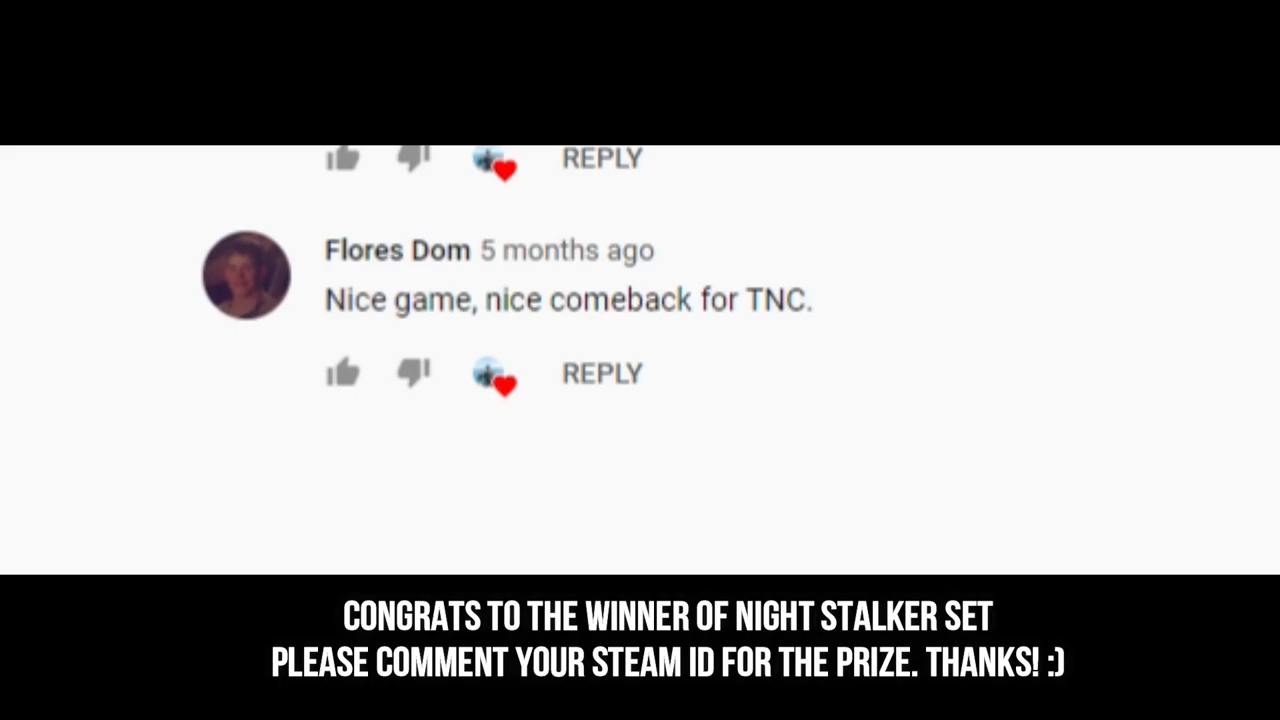 REPLY
Flores Dom 5 months ago
Nice game, nice comeback for TNC.
REPLY
CONGRATS TO THE WINNER OF NIGHT STALKER SET
PLEASE COMMENT YOUR STEAM ID FOR THE PRIZE. THANKS! :)